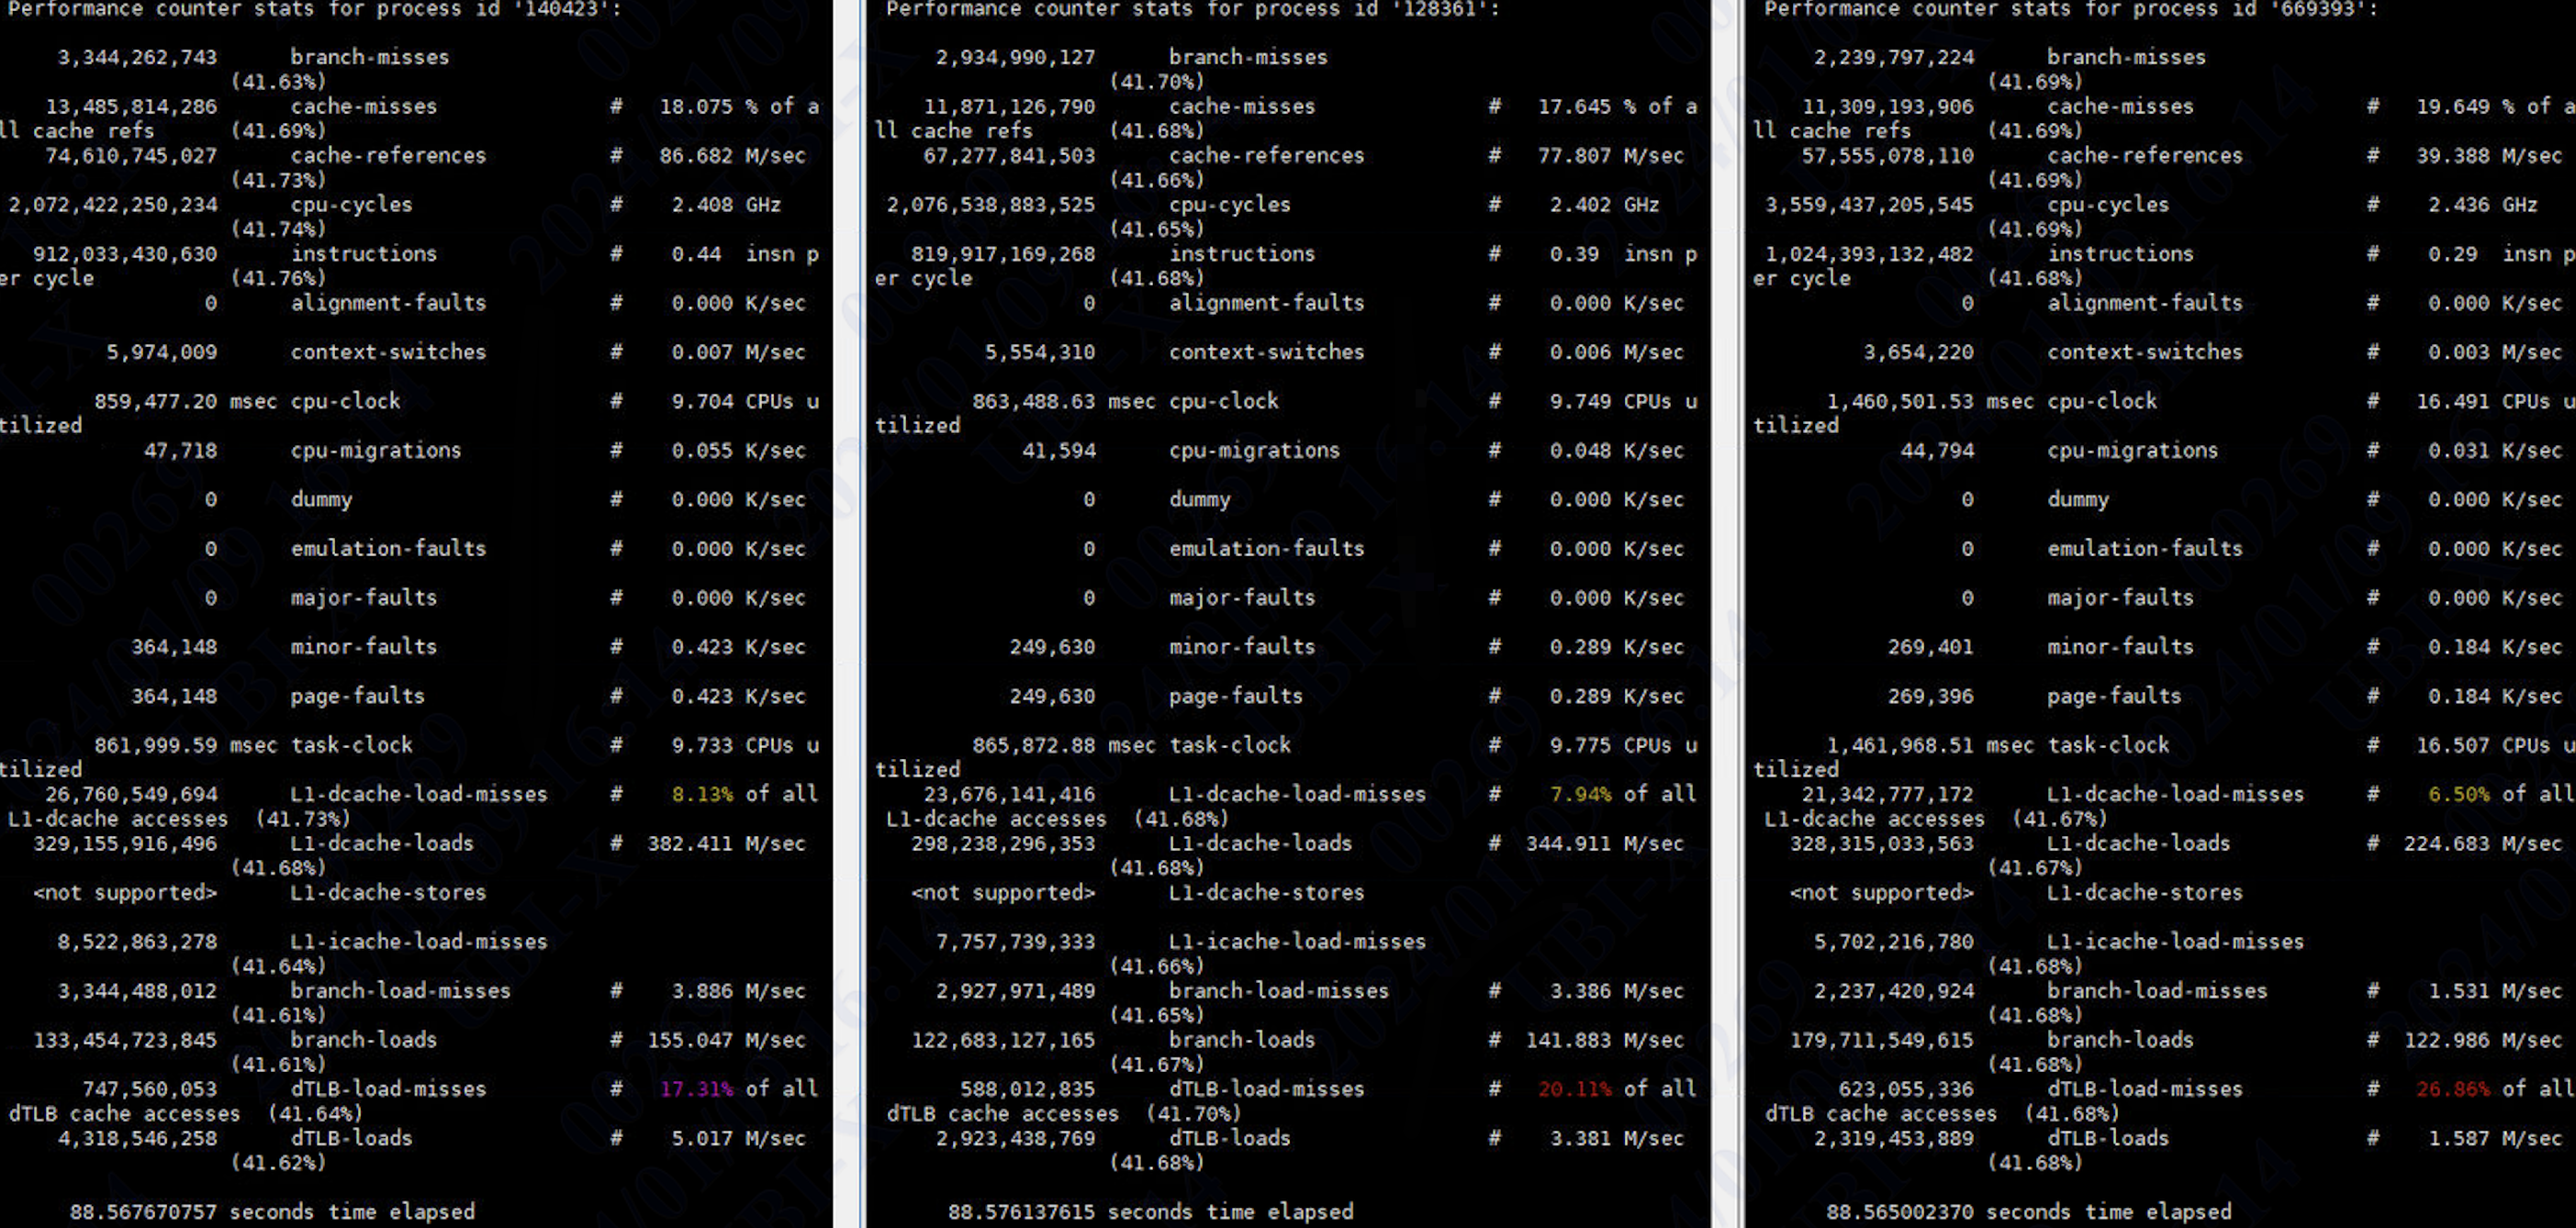 Performance counter stats for process id '140423':
3,344,262,743 branch-misses
(41.63%)
13,485,814,286 cache-misses # 18.075 % of a
ll cache refs (41.69%)
74,610,745,027 cache-references # 86.682 M/sec
(41.73%)
2,072,422,250,234 cpu-cycles # 2.408 GHz
(41.74%)
912,033,430,630 instructions # 0.44 insn p
er cycle (41.76%)
0 alignment-faults # 0.000 K/sec
5,974,009 context-switches # 0.007 M/sec
859,477.20 msec cpu-clock # 9.704 CPUs u
tilized
47,718 cpu-migrations # 0.055 K/sec
0 dummy # 0.000 K/sec
0 emulation-faults # 0.000 K/sec
0 major-faults # 0.000 K/sec
364,148 minor-faults # 0.423 K/sec
364,148 page-faults # 0.423 K/sec
861,999.59 msec task-clock # 9.733 CPUs u
tilized
26,760,549,694 L1-dcache-load-misses # 8.13% of all
L1-dcache accesses (41.73%)
329,155,916,496 L1-dcache-loads # 382.411 M/sec
(41.68%)
<not supported> L1-dcache-stores
8,522,863,278 L1-icache-load-misses
(41.64%)
3,344,488,012 branch-load-misses # 3.886 M/sec
(41.61%)
133,454,723,845 branch-loads # 155.047 M/sec
(41.61%)
747,560,053 dTLB-load-misses # 17.31% of all
dTLB cache accesses (41.64%)
4,318,546,258 dTLB-loads # 5.017 M/sec
(41.62%)
88.567670757 seconds time elapsed
Performance counter stats for process id '128361':
2,934,990,127 branch-misses
(41.70%)
11,871,126,790 cache-misses # 17.645 % of a
ll cache refs (41.68%)
67,277,841,503 cache-references # 77.807 M/sec
(41.66%)
2,076,538,883,525 cpu-cycles # 2.402 GHz
(41.65%)
819,917,169,268 instructions # 0.39 insn p
er cycle (41.68%)
0 alignment-faults # 0.000 K/sec
5,554,310 context-switches # 0.006 M/sec
863,488.63 msec cpu-clock # 9.749 CPUs u
tilized
41,594 cpu-migrations # 0.048 K/sec
0 dummy # 0.000 K/sec
0 emulation-faults # 0.000 K/sec
0 major-faults # 0.000 K/sec
249,630 minor-faults # 0.289 K/sec
249,630 page-faults # 0.289 K/sec
865,872.88 msec task-clock # 9.775 CPUs u
tilized
23,676,141,416 L1-dcache-load-misses # 7.94% of all
L1-dcache accesses (41.68%)
298,238,296,353 L1-dcache-loads # 344.911 M/sec
(41.68%)
<not supported> L1-dcache-stores
7,757,739,333 L1-icache-load-misses
(41.66%)
2,927,971,489 branch-load-misses # 3.386 M/sec
(41.65%)
122,683,127,165 branch-loads # 141.883 M/sec
(41.67%)
588,012,835 dTLB-load-misses # 20.11% of all
dTLB cache accesses (41.70%)
2,923,438,769 dTLB-loads # 3.381 M/sec
(41.68%)
88.576137615 seconds time elapsed
Performance counter stats for process id '669393':
2,239,797,224 branch-misses
(41.69%)
11,309,193,906 cache-misses # 19.649 % of a
ll cache refs (41.69%)
57,555,078,110 cache-references # 39.388 M/sec
(41.69%)
3,559,437,205,545 cpu-cycles # 2.436 GHz
(41.69%)
1,024,393,132,482 instructions # 0.29 insn p
er cycle (41.68%)
0 alignment-faults # 0.000 K/sec
3,654,220 context-switches # 0.003 M/sec
1,460,501.53 msec cpu-clock # 16.491 CPUs u
tilized
44,794 cpu-migrations # 0.031 K/sec
0 dummy # 0.000 K/sec
0 emulation-faults # 0.000 K/sec
0 major-faults # 0.000 K/sec
269,401 minor-faults # 0.184 K/sec
269,396 page-faults # 0.184 K/sec
1,461,968.51 msec task-clock # 16.507 CPUs u
tilized
21,342,777,172 L1-dcache-load-misses # 6.50% of all
L1-dcache accesses (41.67%)
328,315,033,563 L1-dcache-loads # 224.683 M/sec
(41.67%)
<not supported> L1-dcache-stores
5,702,216,780 L1-icache-load-misses
(41.68%)
2,237,420,924 branch-load-misses # 1.531 M/sec
(41.68%)
179,711,549,615 branch-loads # 122.986 M/sec
(41.68%)
623,055,336 dTLB-load-misses # 26.86% of all
dTLB cache accesses (41.68%)
2,319,453,889 dTLB-loads # 1.587 M/sec
(41.68%)
88.565002370 seconds time elapsed